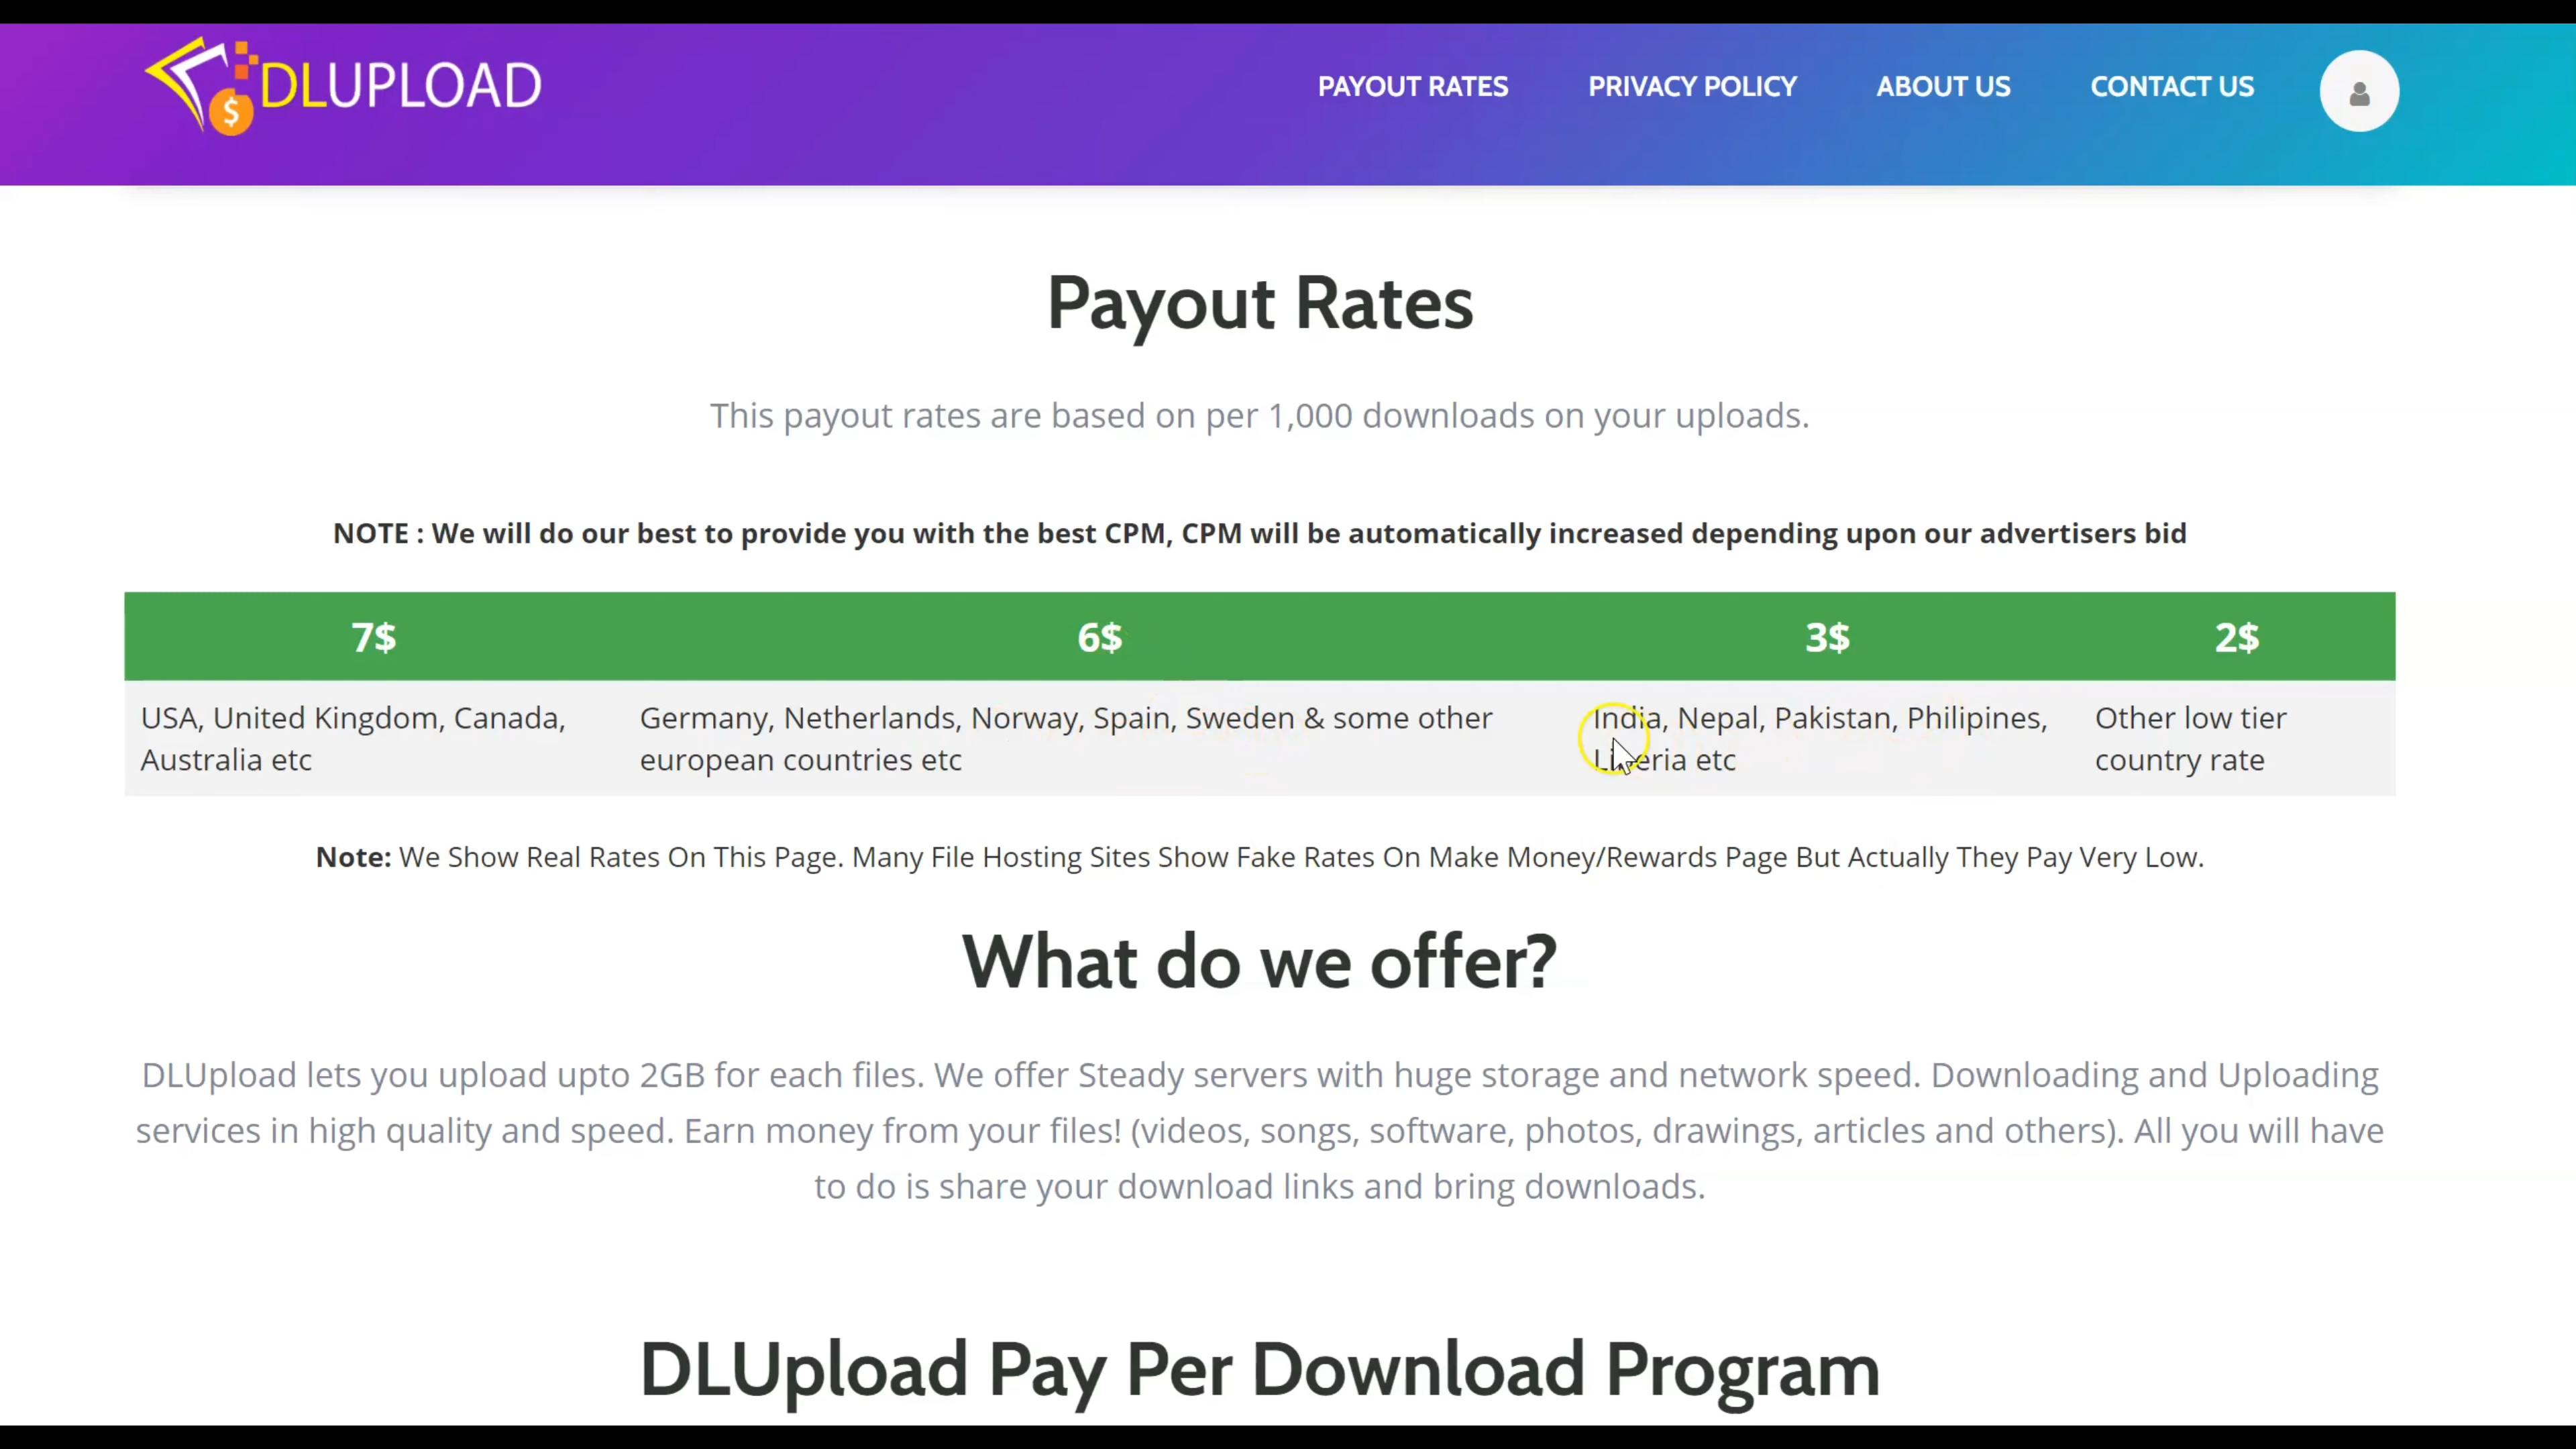 DLUPLOAD
PAYOUT RATES
PRIVACY POLICY
ABOUT US
CONTACT US
Payout Rates
This payout rates are based on per 1,000 downloads on your uploads.
NOTE : We will do our best to provide you with the best CPM, CPM will be automatically increased depending upon our advertisers bid
7$ 6$ 3$ 2$
USA, United Kingdom, Canada,
Australia etc
Germany, Netherlands, Norway, Spain, Sweden & some other
european countries etc
India, Nepal, Pakistan, Philipines,
Liberia etc
Other low tier
country rate
Note: We Show Real Rates On This Page. Many File Hosting Sites Show Fake Rates On Make Money/Rewards Page But Actually They Pay Very Low.
What do we offer?
DLUpload lets you upload upto 2GB for each files. We offer Steady servers with huge storage and network speed. Downloading and Uploading
services in high quality and speed. Earn money from your files! (videos, songs, software, photos, drawings, articles and others). All you will have
to do is share your download links and bring downloads.
DLUpload Pay Per Download Program